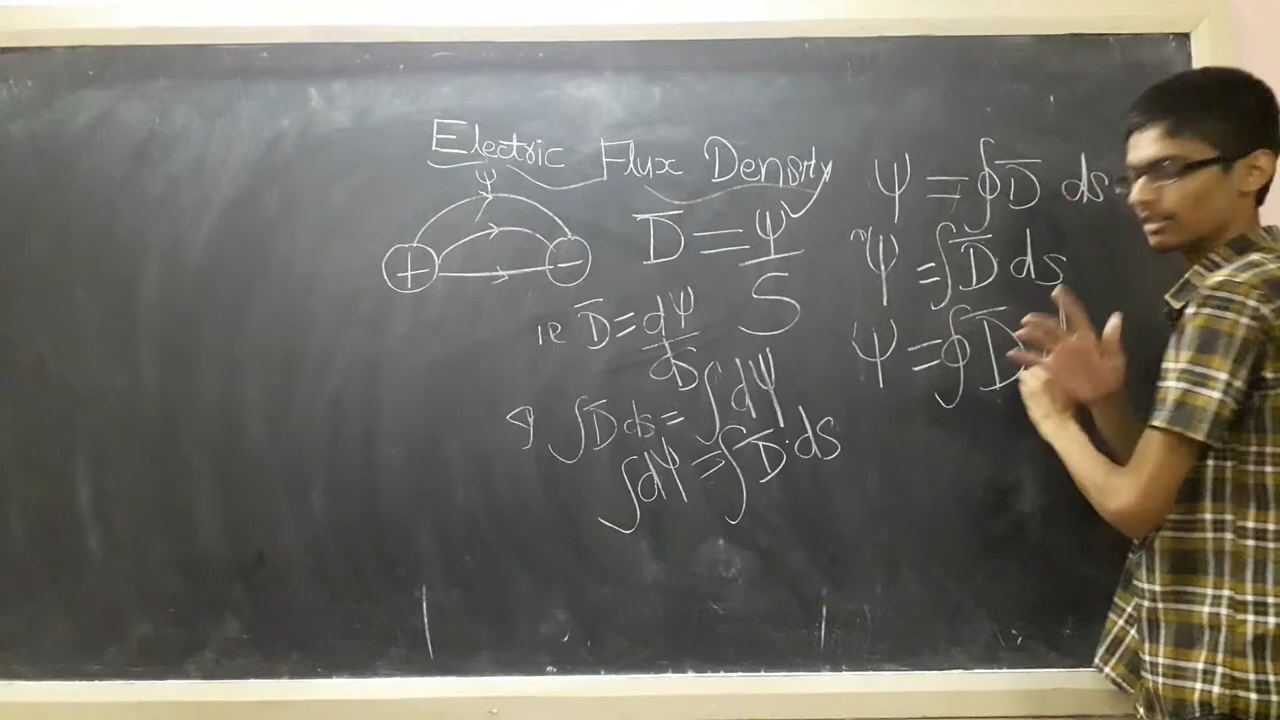 Electric Flux Density
ψ
+ −
D̅ = ψ/S
ie D̅ = dψ/dS
∫D̅ ds = ∫dψ
∫dψ = ∫D̅·ds
ψ = ∮D̅ ds
ψ = ∫D̅ ds
ψ = ∮D̅